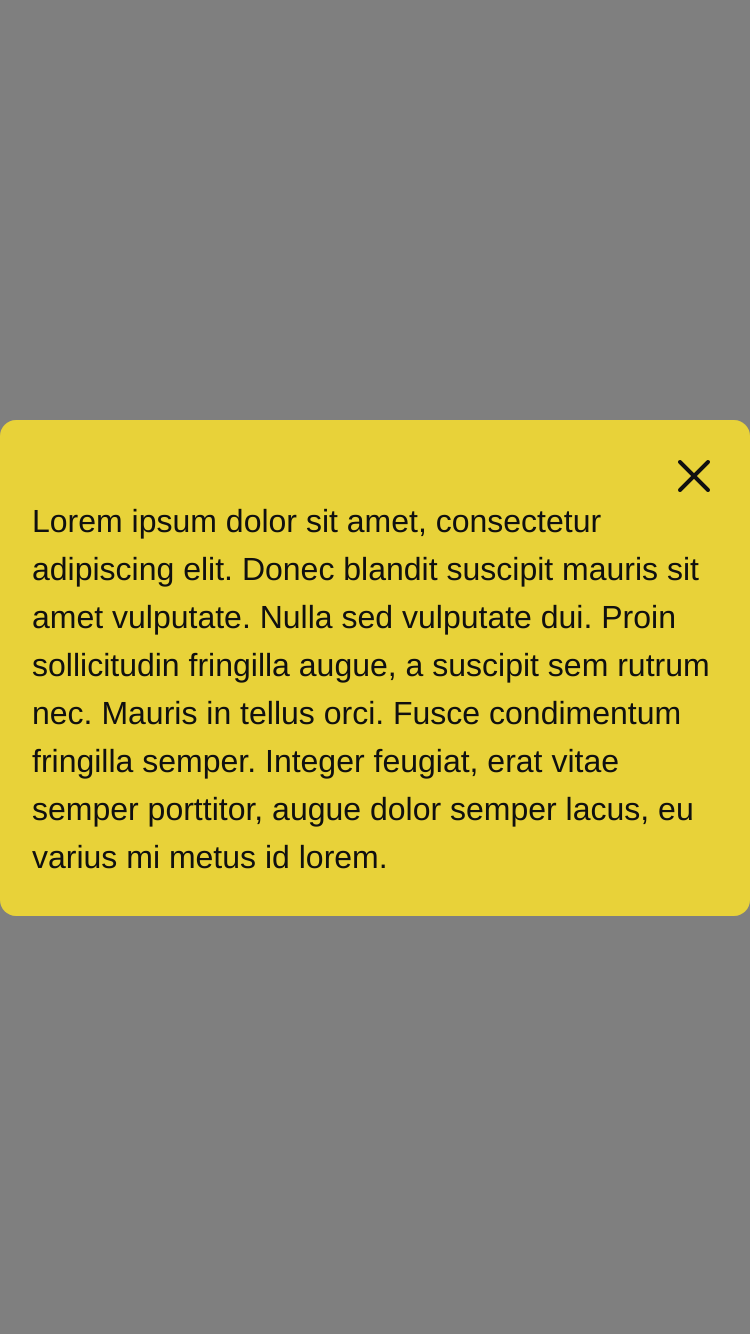 Lorem ipsum dolor sit amet, consectetur
adipiscing elit. Donec blandit suscipit mauris sit
amet vulputate. Nulla sed vulputate dui. Proin
sollicitudin fringilla augue, a suscipit sem rutrum
nec. Mauris in tellus orci. Fusce condimentum
fringilla semper. Integer feugiat, erat vitae
semper porttitor, augue dolor semper lacus, eu
varius mi metus id lorem.